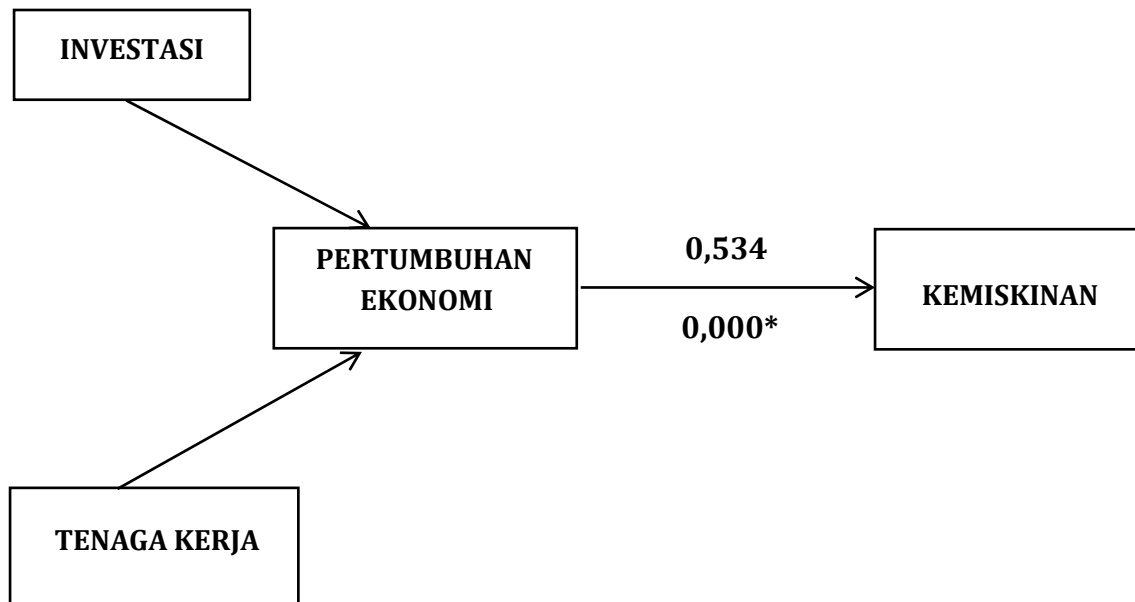 INVESTASI
PERTUMBUHAN
EKONOMI
0,534
0,000*
KEMISKINAN
TENAGA KERJA